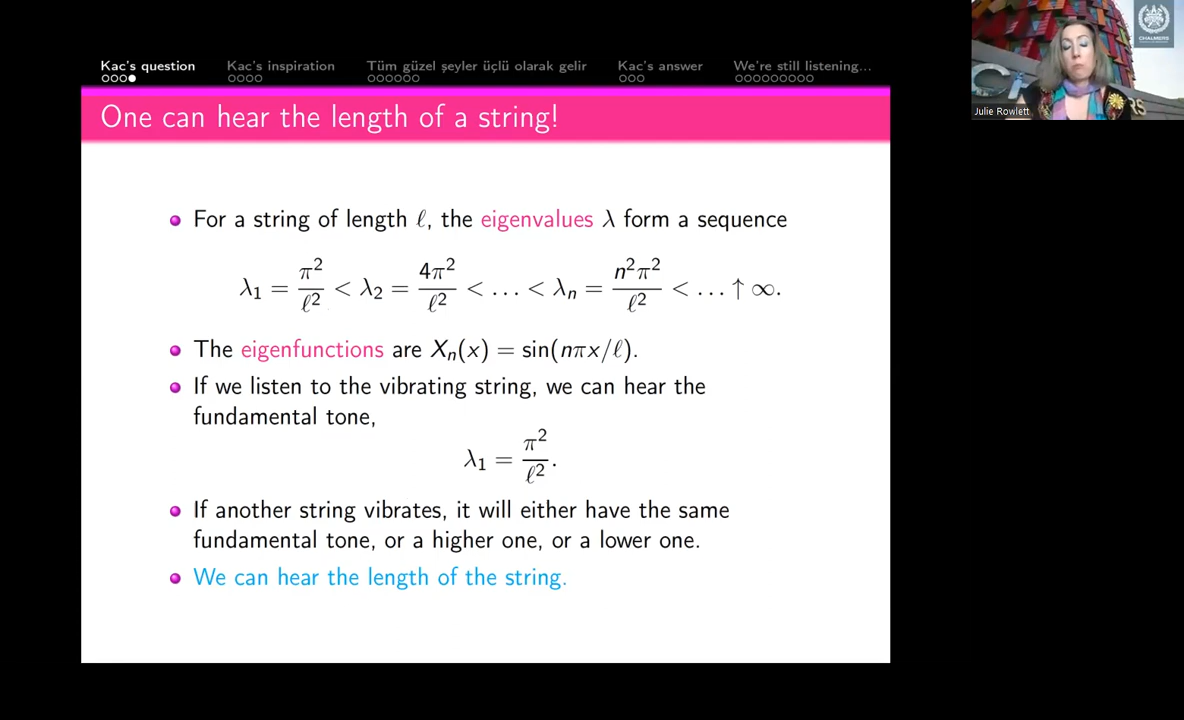 Kac's question Kac's inspiration Tüm güzel şeyler üçlü olarak gelir Kac's answer We're still listening...
One can hear the length of a string!
For a string of length ℓ, the eigenvalues λ form a sequence
λ₁ = π²/ℓ² < λ₂ = 4π²/ℓ² < ... < λₙ = n²π²/ℓ² < ... ↑ ∞.
The eigenfunctions are Xₙ(x) = sin(nπx/ℓ).
If we listen to the vibrating string, we can hear the
fundamental tone,
λ₁ = π²/ℓ².
If another string vibrates, it will either have the same
fundamental tone, or a higher one, or a lower one.
We can hear the length of the string.
CHALMERS
Julie Rowlett